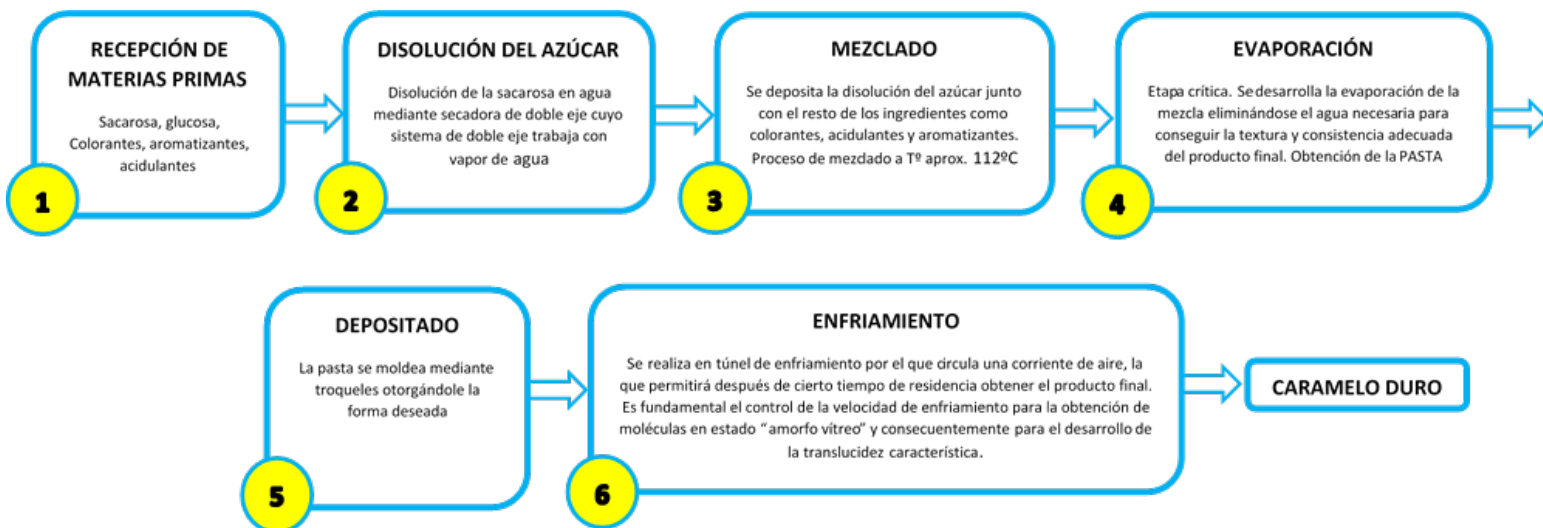 RECEPCIÓN DE
MATERIAS PRIMAS
Sacarosa, glucosa,
Colorantes, aromatizantes,
acidulantes
1
DISOLUCIÓN DEL AZÚCAR
Disolución de la sacarosa en agua
mediante secadora de doble eje cuyo
sistema de doble eje trabaja con
vapor de agua
2
MEZCLADO
Se deposita la disolución del azúcar junto
con el resto de los ingredientes como
colorantes, acidulantes y aromatizantes.
Proceso de mezclado a Tº aprox. 112ºC
3
EVAPORACIÓN
Etapa crítica. Se desarrolla la evaporación de la
mezcla eliminándose el agua necesaria para
conseguir la textura y consistencia adecuada
del producto final. Obtención de la PASTA
4
DEPOSITADO
La pasta se moldea mediante
troqueles otorgándole la
forma deseada
5
ENFRIAMIENTO
Se realiza en túnel de enfriamiento por el que circula una corriente de aire, la
que permitirá después de cierto tiempo de residencia obtener el producto final.
Es fundamental el control de la velocidad de enfriamiento para la obtención de
moléculas en estado "amorfo vítreo" y consecuentemente para el desarrollo de
la translucidez característica.
6
CARAMELO DURO